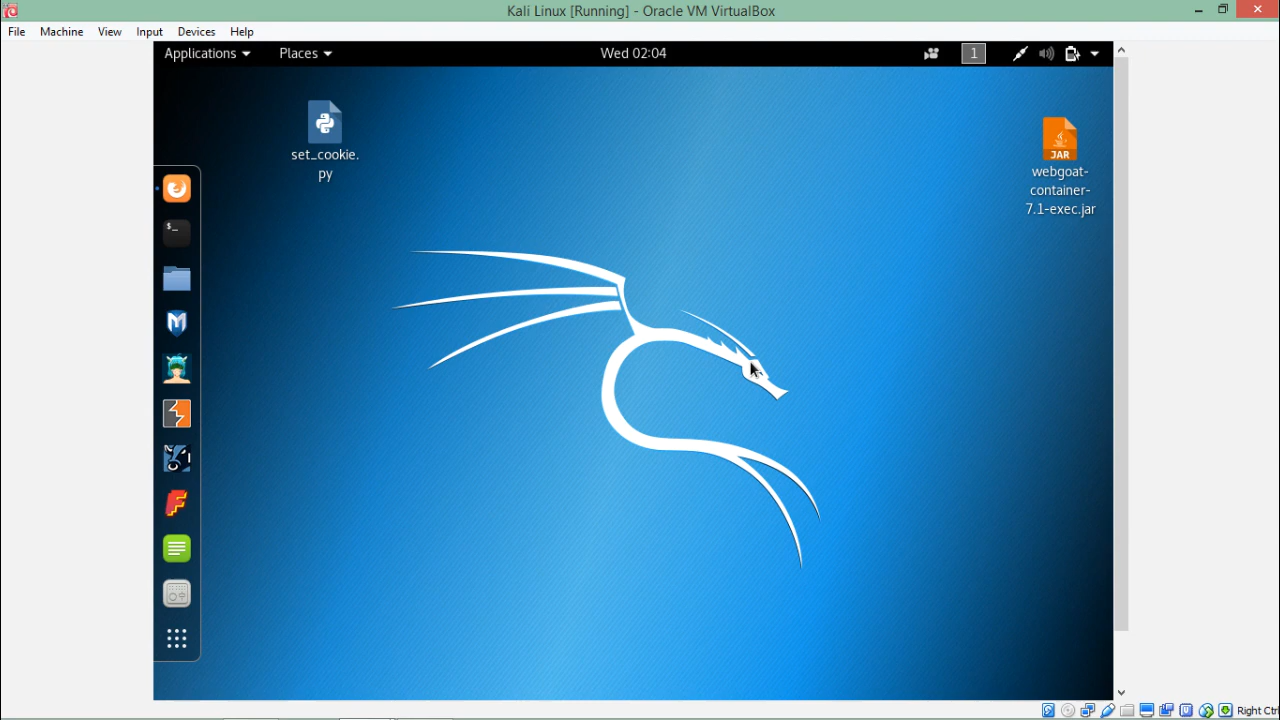 Kali Linux [Running] - Oracle VM VirtualBox
File Machine View Input Devices Help
Applications Places Wed 02:04 1
set_cookie.
py
JAR
webgoat-
container-
7.1-exec.jar
$_
Right Ctrl